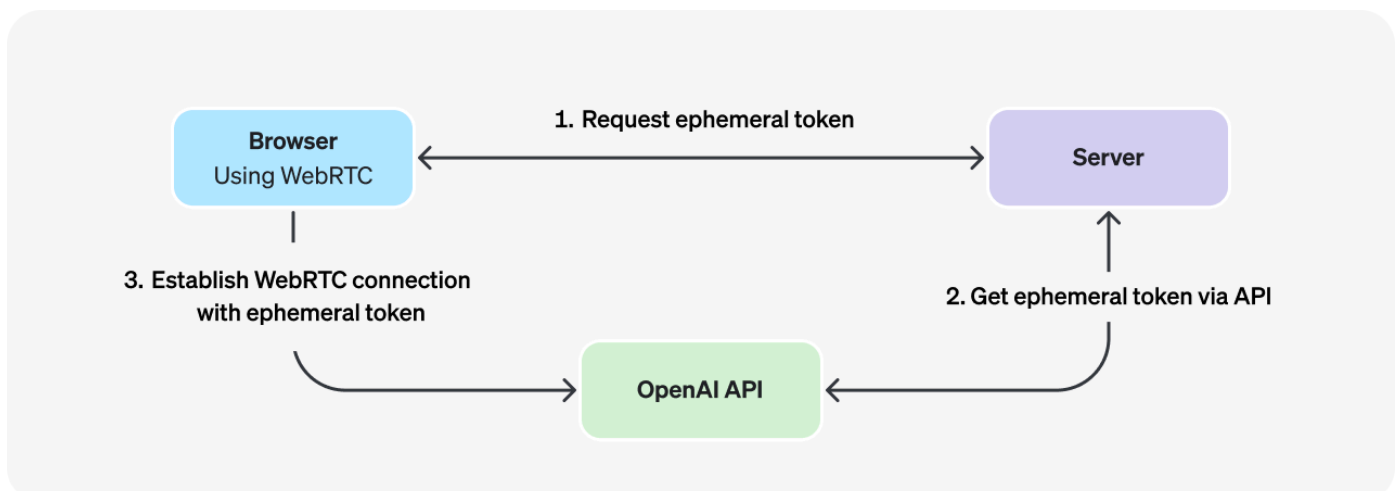 1. Request ephemeral token
Browser
Using WebRTC
Server
3. Establish WebRTC connection
with ephemeral token
2. Get ephemeral token via API
OpenAI API